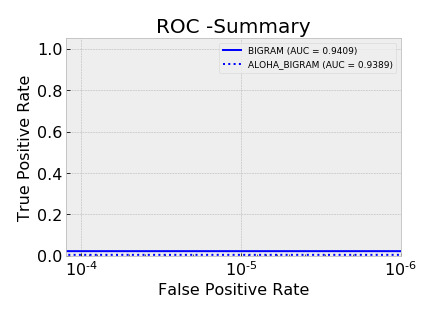 ROC -Summary
BIGRAM (AUC = 0.9409)
ALOHA_BIGRAM (AUC = 0.9389)
True Positive Rate
1.0
0.8
0.6
0.4
0.2
0.0
10-4
10-5
10-6
False Positive Rate